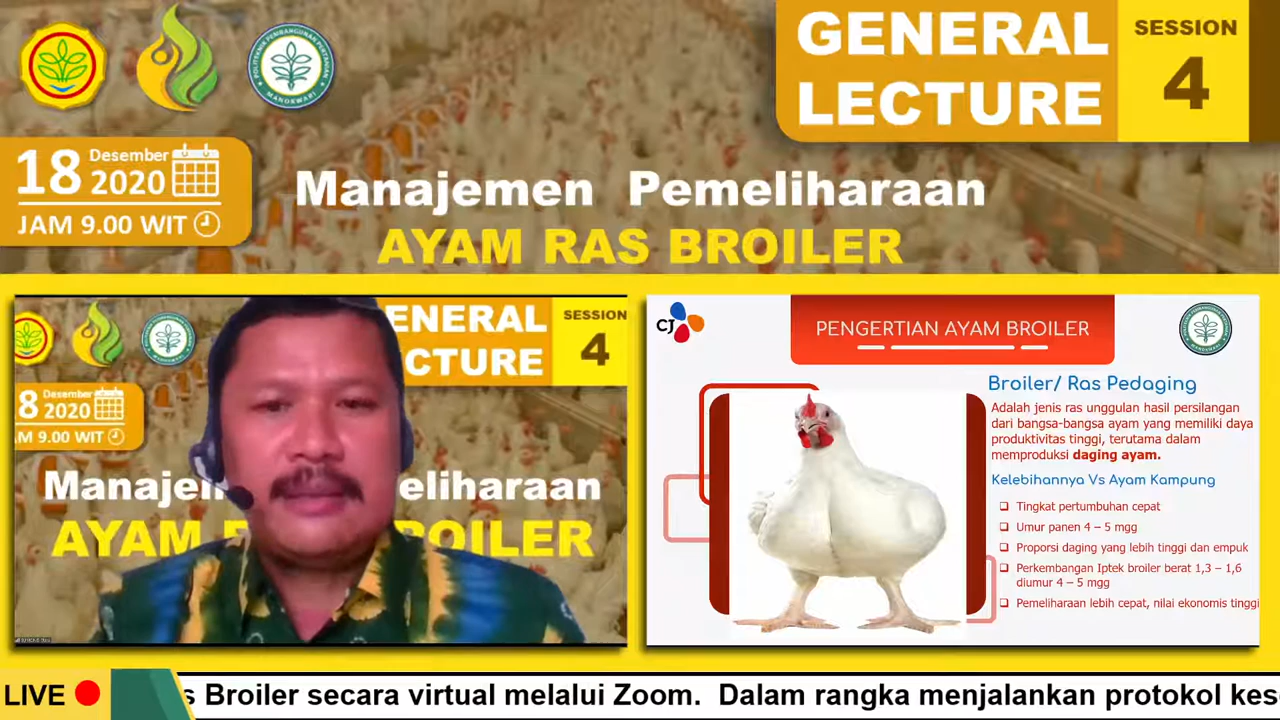 GENERAL
LECTURE
SESSION
4
POLITEKNIK PEMBANGUNAN PERTANIAN
MANOKWARI
18 Desember
2020
JAM 9.00 WIT
Manajemen Pemeliharaan
AYAM RAS BROILER
ENERAL
CTURE
SESSION
4
8 Desember
2020
M 9.00 WIT
Manajem
eliharaan
AYAM
ROILER
CJ
PENGERTIAN AYAM BROILER
Broiler/ Ras Pedaging
Adalah jenis ras unggulan hasil persilangan
dari bangsa-bangsa ayam yang memiliki daya
produktivitas tinggi, terutama dalam
memproduksi daging ayam.
Kelebihannya Vs Ayam Kampung
❑ Tingkat pertumbuhan cepat
❑ Umur panen 4 – 5 mgg
❑ Proporsi daging yang lebih tinggi dan empuk
❑ Perkembangan Iptek broiler berat 1,3 – 1,6
diumur 4 – 5 mgg
❑ Pemeliharaan lebih cepat, nilai ekonomis tinggi
LIVE
s Broiler secara virtual melalui Zoom. Dalam rangka menjalankan protokol kes